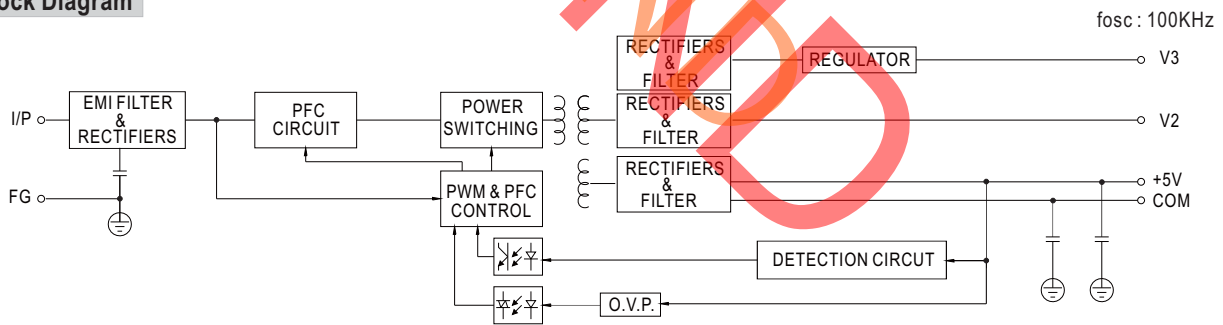 ock Diagram
fosc : 100KHz
I/P
EMI FILTER
&
RECTIFIERS
FG
PFC
CIRCUIT
POWER
SWITCHING
PWM & PFC
CONTROL
RECTIFIERS
&
FILTER
REGULATOR
V3
RECTIFIERS
&
FILTER
V2
RECTIFIERS
&
FILTER
+5V
COM
DETECTION CIRCUT
O.V.P.